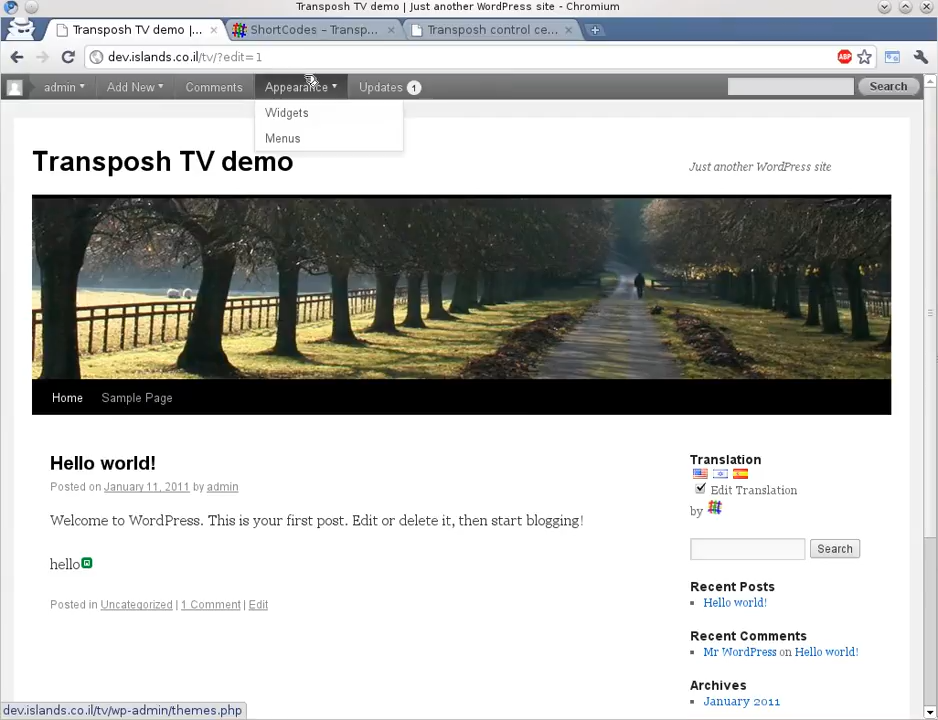 Transposh TV demo | Just another WordPress site - Chromium
Transposh TV demo |... × ShortCodes – Transp... × Transposh control ce... ×
dev.islands.co.il/tv/?edit=1 ABP
admin Add New Comments Appearance Updates 1 Search
Widgets
Menus
Transposh TV demo
Just another WordPress site
Home Sample Page
Hello world!
Posted on January 11, 2011 by admin
Welcome to WordPress. This is your first post. Edit or delete it, then start blogging!
hello
Posted in Uncategorized | 1 Comment | Edit
Translation
Edit Translation
by
Search
Recent Posts
Hello world!
Recent Comments
Mr WordPress on Hello world!
Archives
January 2011
dev.islands.co.il/tv/wp-admin/themes.php